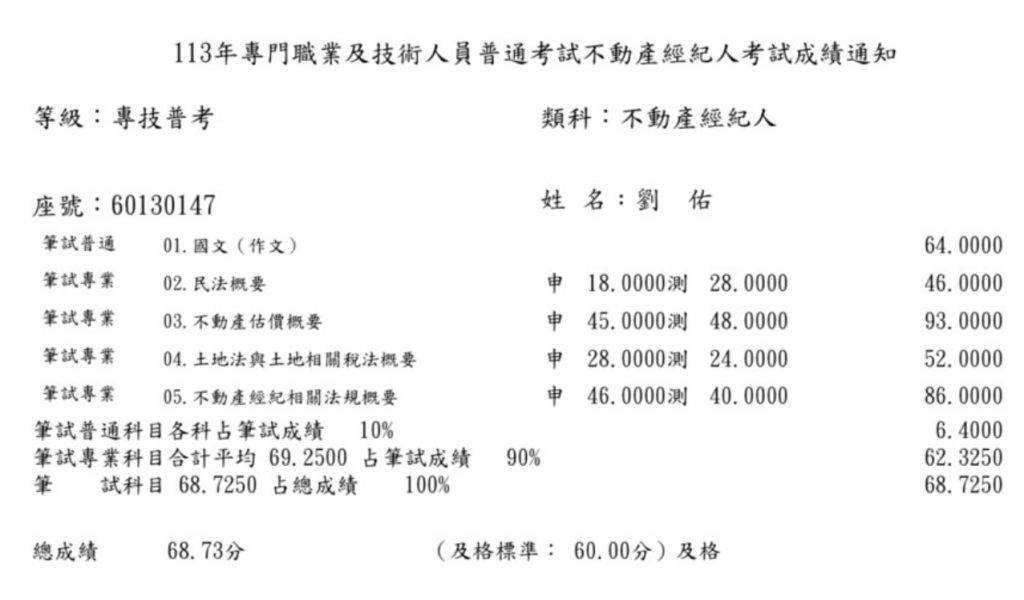 113年專門職業及技術人員普通考試不動產經紀人考試成績通知
等級：專技普考 類科：不動產經紀人
座號：60130147 姓 名：劉 佑
筆試普通 01.國文（作文） 64.0000
筆試專業 02.民法概要 申 18.0000測 28.0000 46.0000
筆試專業 03.不動產估價概要 申 45.0000測 48.0000 93.0000
筆試專業 04.土地法與土地相關稅法概要 申 28.0000測 24.0000 52.0000
筆試專業 05.不動產經紀相關法規概要 申 46.0000測 40.0000 86.0000
筆試普通科目各科占筆試成績 10% 6.4000
筆試專業科目合計平均 69.2500 占筆試成績 90% 62.3250
筆 試科目 68.7250 占總成績 100% 68.7250
總成績 68.73分 （及格標準： 60.00分）及格